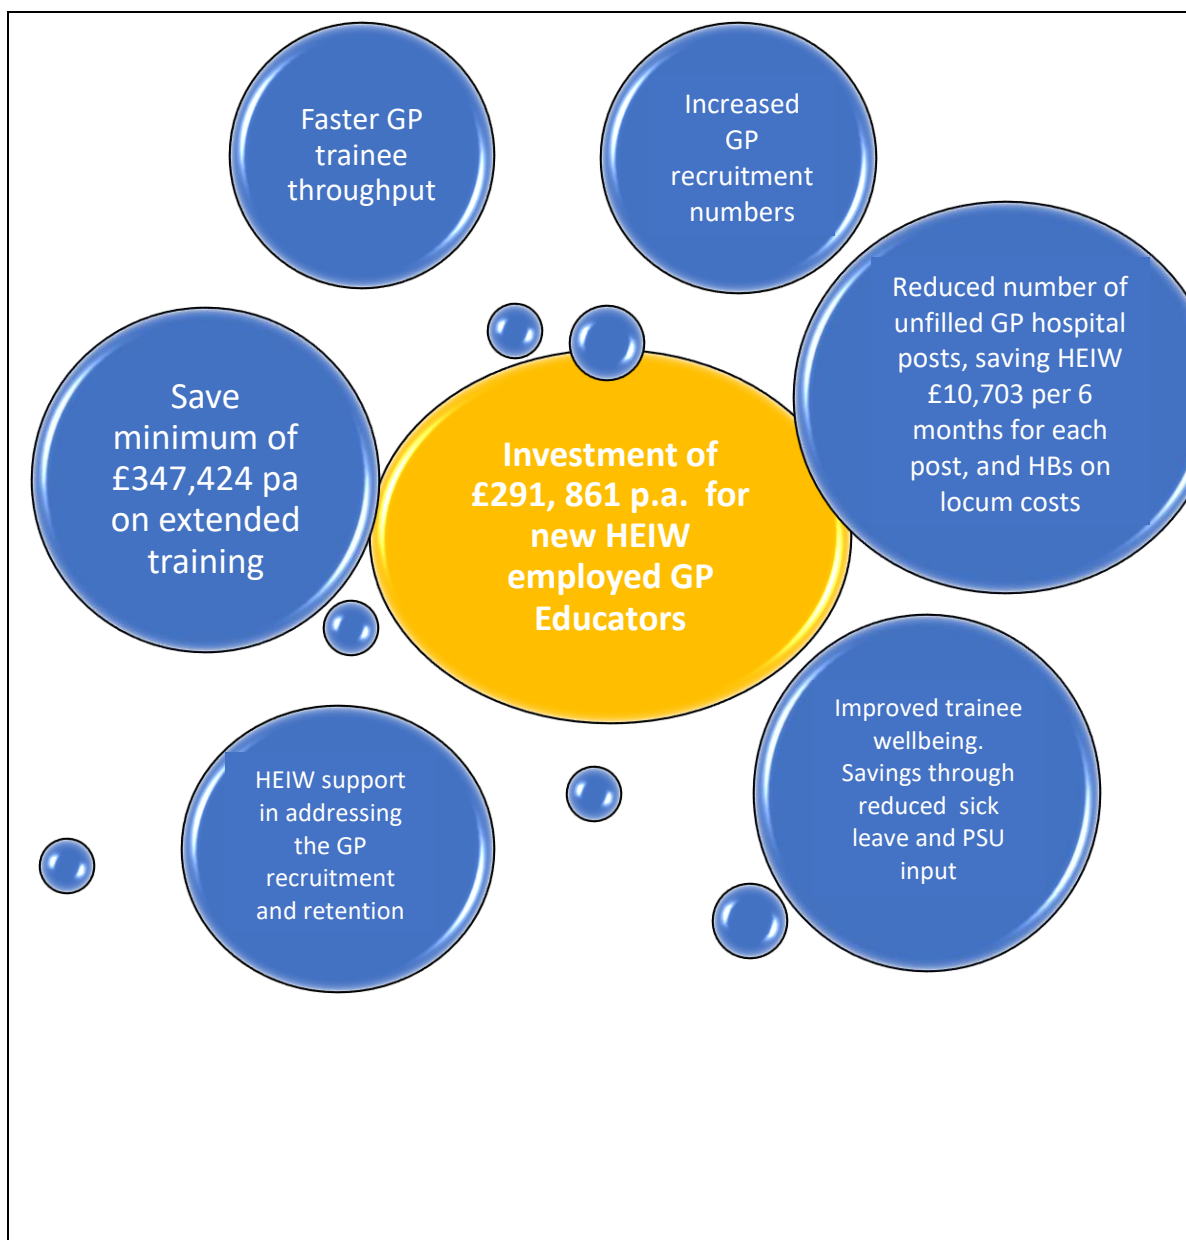 Faster GP
trainee
throughput
Increased
GP
recruitment
numbers
Reduced number of
unfilled GP hospital
posts, saving HEIW
£10,703 per 6
months for each
post, and HBs on
locum costs
Save
minimum of
£347,424 pa
on extended
training
Investment of
£291, 861 p.a.  for
new HEIW
employed GP
Educators
Improved trainee
wellbeing.
Savings through
reduced  sick
leave and PSU
input
HEIW support
in addressing
the GP
recruitment
and retention